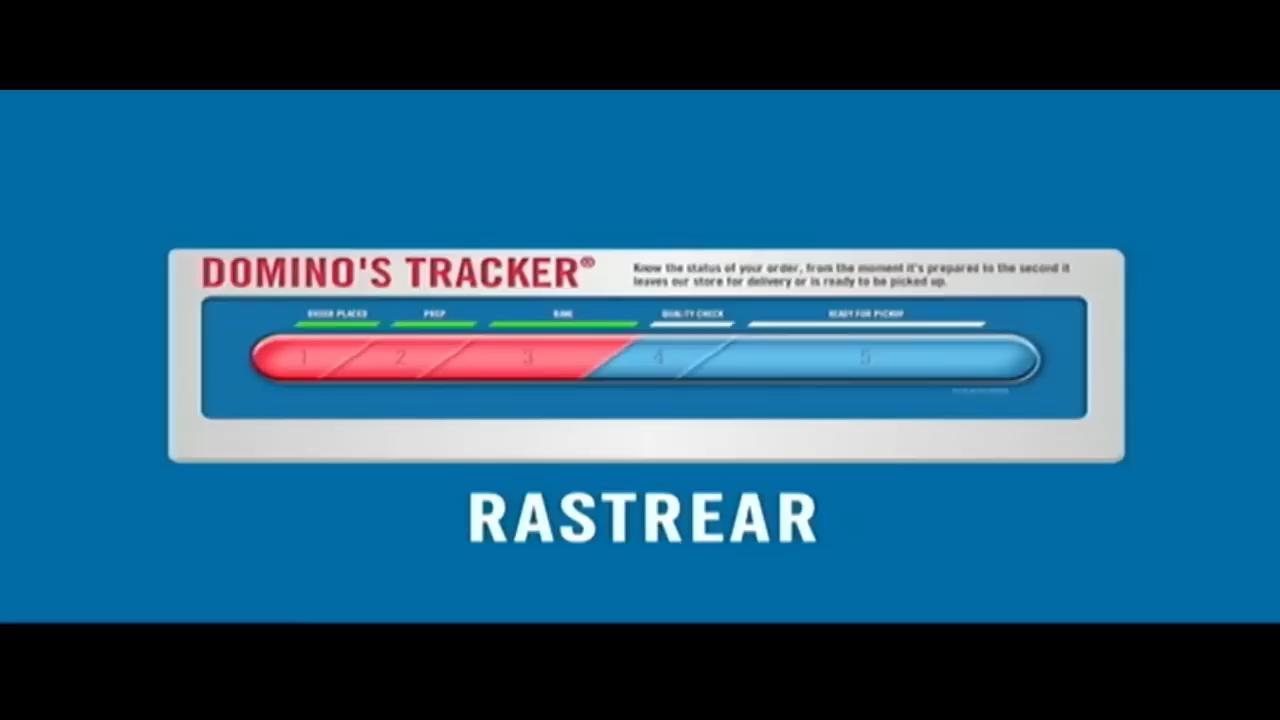 DOMINO'S TRACKER®
Know the status of your order, from the moment it's prepared to the second it
leaves our store for delivery or is ready to be picked up.
ORDER PLACED PREP BAKE QUALITY CHECK READY FOR PICKUP
1 2 3 4 5
RASTREAR